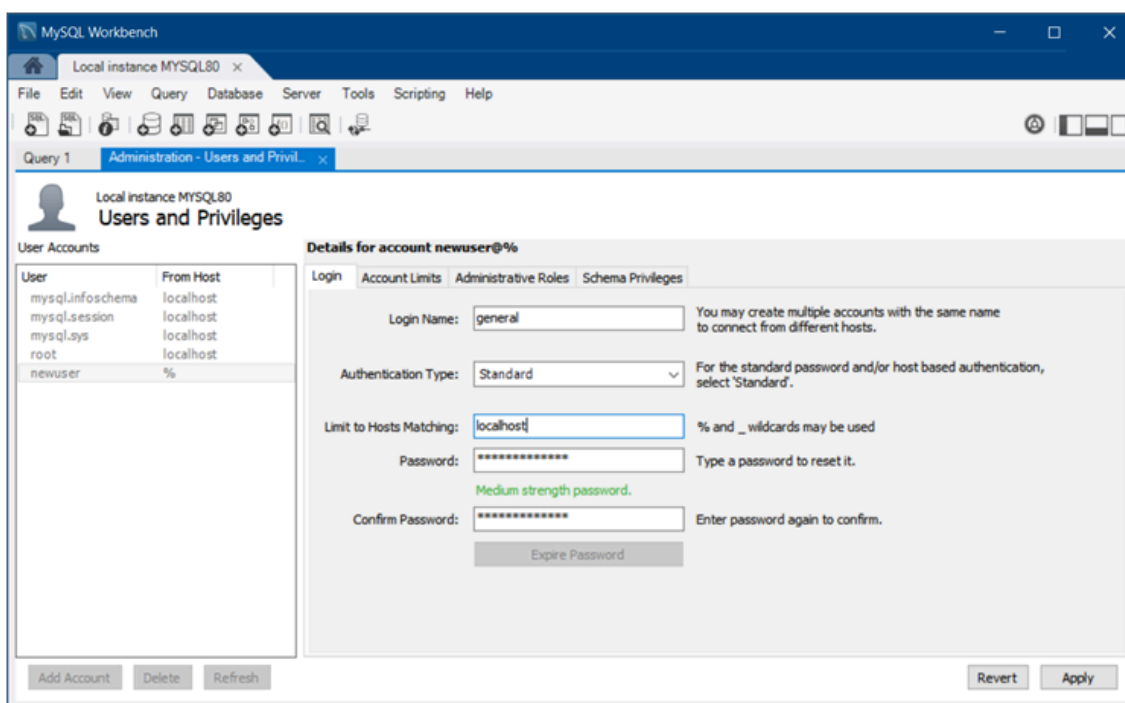 MySQL Workbench
Local instance MYSQL80
File Edit View Query Database Server Tools Scripting Help
Query 1 Administration - Users and Privil..
Local instance MYSQL80
Users and Privileges
User Accounts
User From Host
mysql.infoschema localhost
mysql.session localhost
mysql.sys localhost
root localhost
newuser %
Details for account newuser@%
Login Account Limits Administrative Roles Schema Privileges
Login Name: general You may create multiple accounts with the same name
to connect from different hosts.
Authentication Type: Standard For the standard password and/or host based authentication,
select 'Standard'.
Limit to Hosts Matching: localhost % and _ wildcards may be used
Password: ************* Type a password to reset it.
Medium strength password.
Confirm Password: ************* Enter password again to confirm.
Expire Password
Add Account Delete Refresh Revert Apply